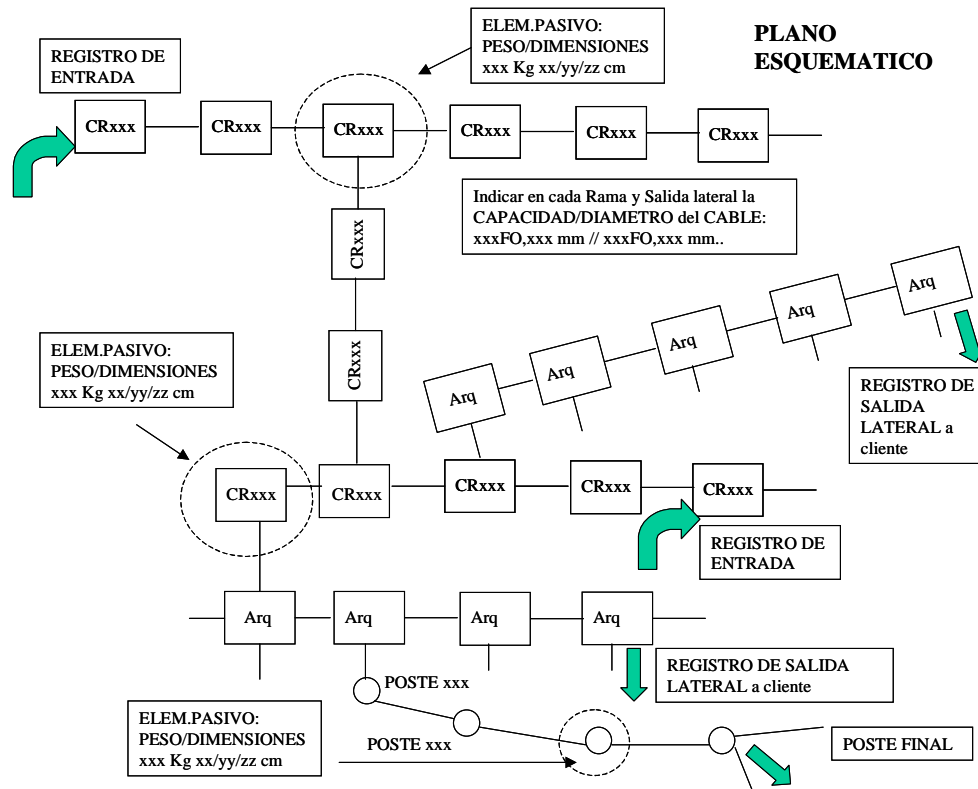 ELEM.PASIVO:
PESO/DIMENSIONES
xxx Kg xx/yy/zz cm
PLANO
ESQUEMATICO
REGISTRO DE
ENTRADA
CRxxx
CRxxx
CRxxx
CRxxx
CRxxx
CRxxx
Indicar en cada Rama y Salida lateral la
CAPACIDAD/DIAMETRO del CABLE:
xxxFO,xxx mm // xxxFO,xxx mm..
CRxxx
CRxxx
ELEM.PASIVO:
PESO/DIMENSIONES
xxx Kg xx/yy/zz cm
Arq
Arq
Arq
Arq
Arq
REGISTRO DE
SALIDA
LATERAL a
cliente
CRxxx
CRxxx
CRxxx
CRxxx
CRxxx
REGISTRO DE
ENTRADA
Arq
Arq
Arq
Arq
REGISTRO DE SALIDA
LATERAL a cliente
POSTE xxx
ELEM.PASIVO:
PESO/DIMENSIONES
xxx Kg xx/yy/zz cm
POSTE xxx
POSTE FINAL